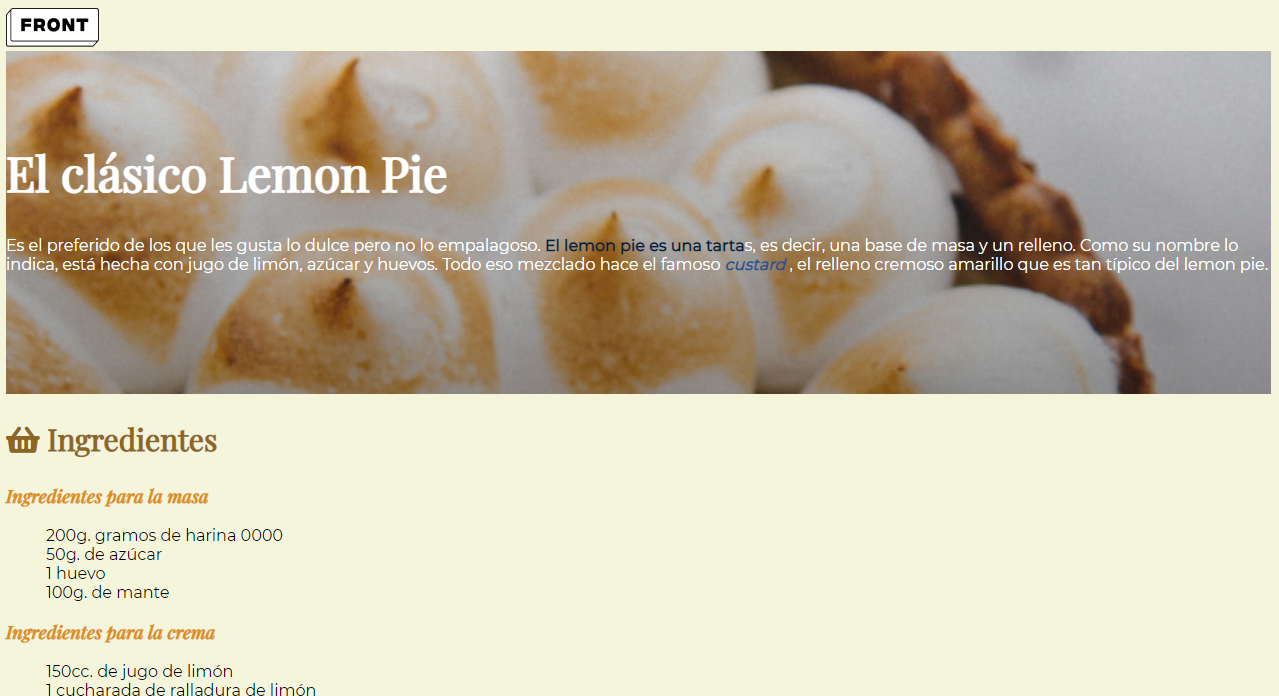 FRONT
El clásico Lemon Pie
Es el preferido de los que les gusta lo dulce pero no lo empalagoso. El lemon pie es una tartas, es decir, una base de masa y un relleno. Como su nombre lo
indica, está hecha con jugo de limón, azúcar y huevos. Todo eso mezclado hace el famoso custard , el relleno cremoso amarillo que es tan típico del lemon pie.
Ingredientes
Ingredientes para la masa
200g. gramos de harina 0000
50g. de azúcar
1 huevo
100g. de mante
Ingredientes para la crema
150cc. de jugo de limón
1 cucharada de ralladura de limón